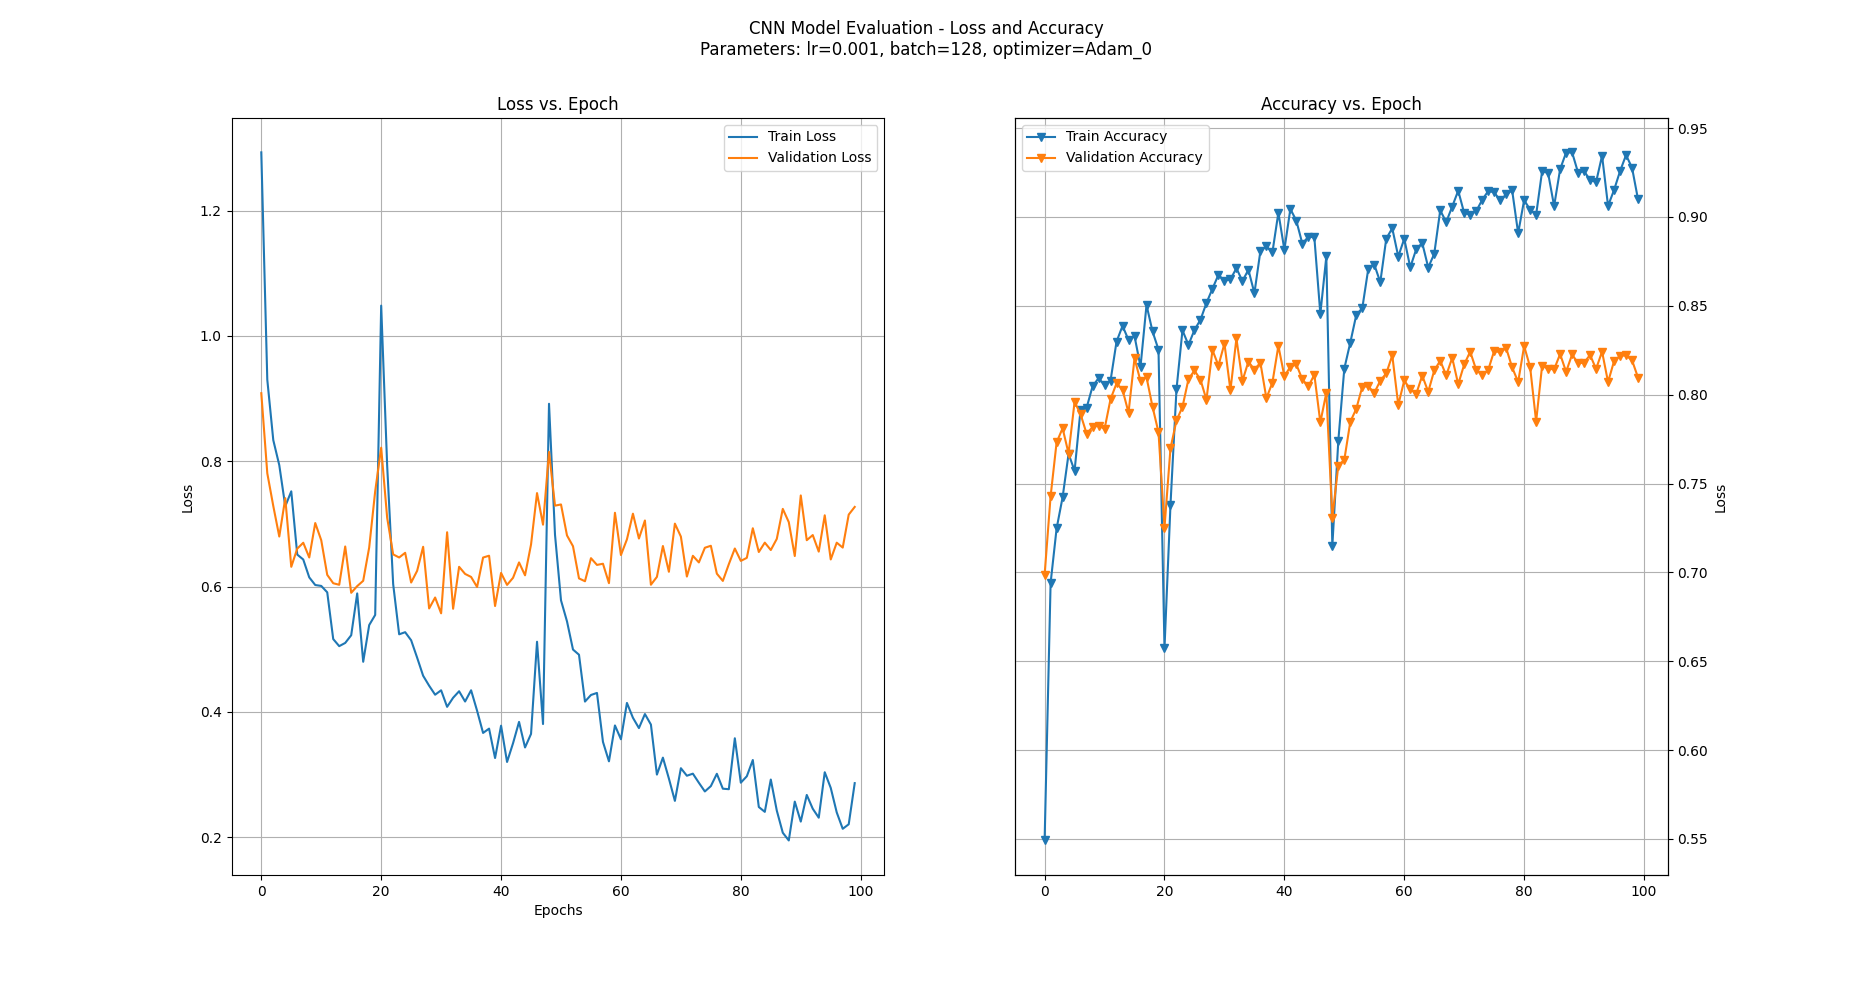 CNN Model Evaluation - Loss and Accuracy
Parameters: lr=0.001, batch=128, optimizer=Adam_0
Loss vs. Epoch
Train Loss
Validation Loss
1.2
1.0
0.8
0.6
0.4
0.2
Loss
0 20 40 60 80 100
Epochs
Accuracy vs. Epoch
Train Accuracy
Validation Accuracy
0.95
0.90
0.85
0.80
0.75
0.70
0.65
0.60
0.55
Loss
0 20 40 60 80 100